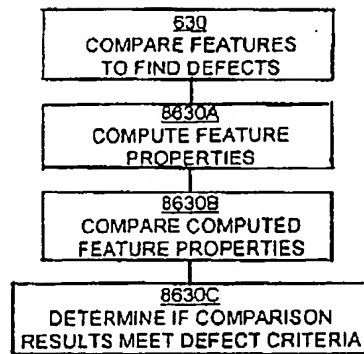 630
COMPARE FEATURES
TO FIND DEFECTS
8630A
COMPUTE FEATURE
PROPERTIES
8630B
COMPARE COMPUTED
FEATURE PROPERTIES
8630C
DETERMINE IF COMPARISON
RESULTS MEET DEFECT CRITERIA